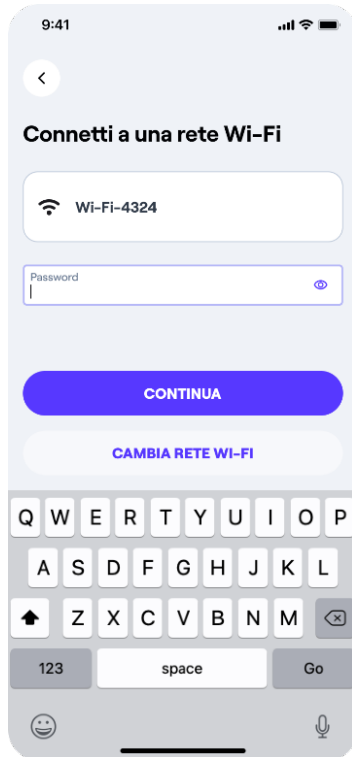 9:41
Connetti a una rete Wi-Fi
Wi-Fi-4324
Password
CONTINUA
CAMBIA RETE WI-FI
Q W E R T Y U I O P
A S D F G H J K L
Z X C V B N M
123 space Go